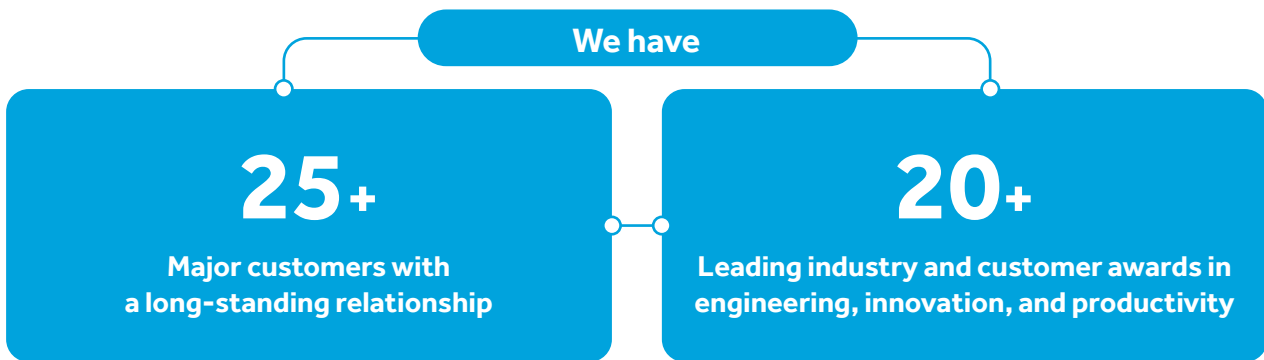 We have
25+
Major customers with
a long-standing relationship
20+
Leading industry and customer awards in
engineering, innovation, and productivity